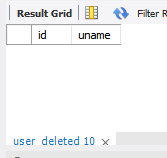 Result Grid Filter R
id uname
user_deleted 10